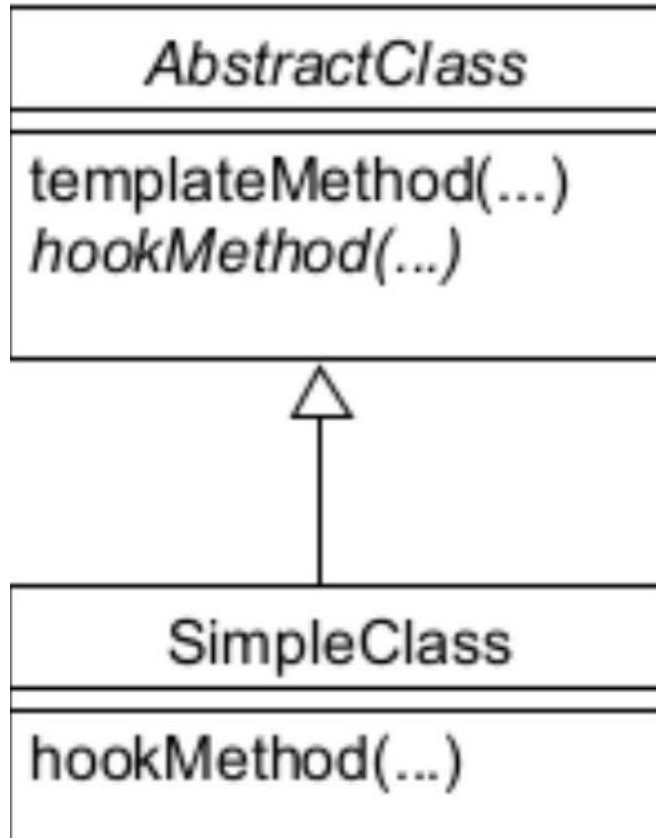 AbstractClass
templateMethod(...)
hookMethod(...)
SimpleClass
hookMethod(...)